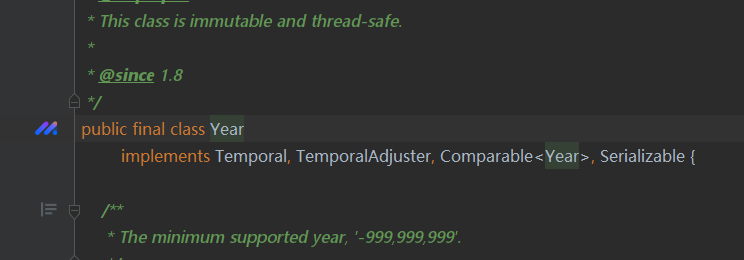 * This class is immutable and thread-safe.
*
* @since 1.8
*/
public final class Year
implements Temporal, TemporalAdjuster, Comparable<Year>, Serializable {
/**
* The minimum supported year, '-999,999,999'.